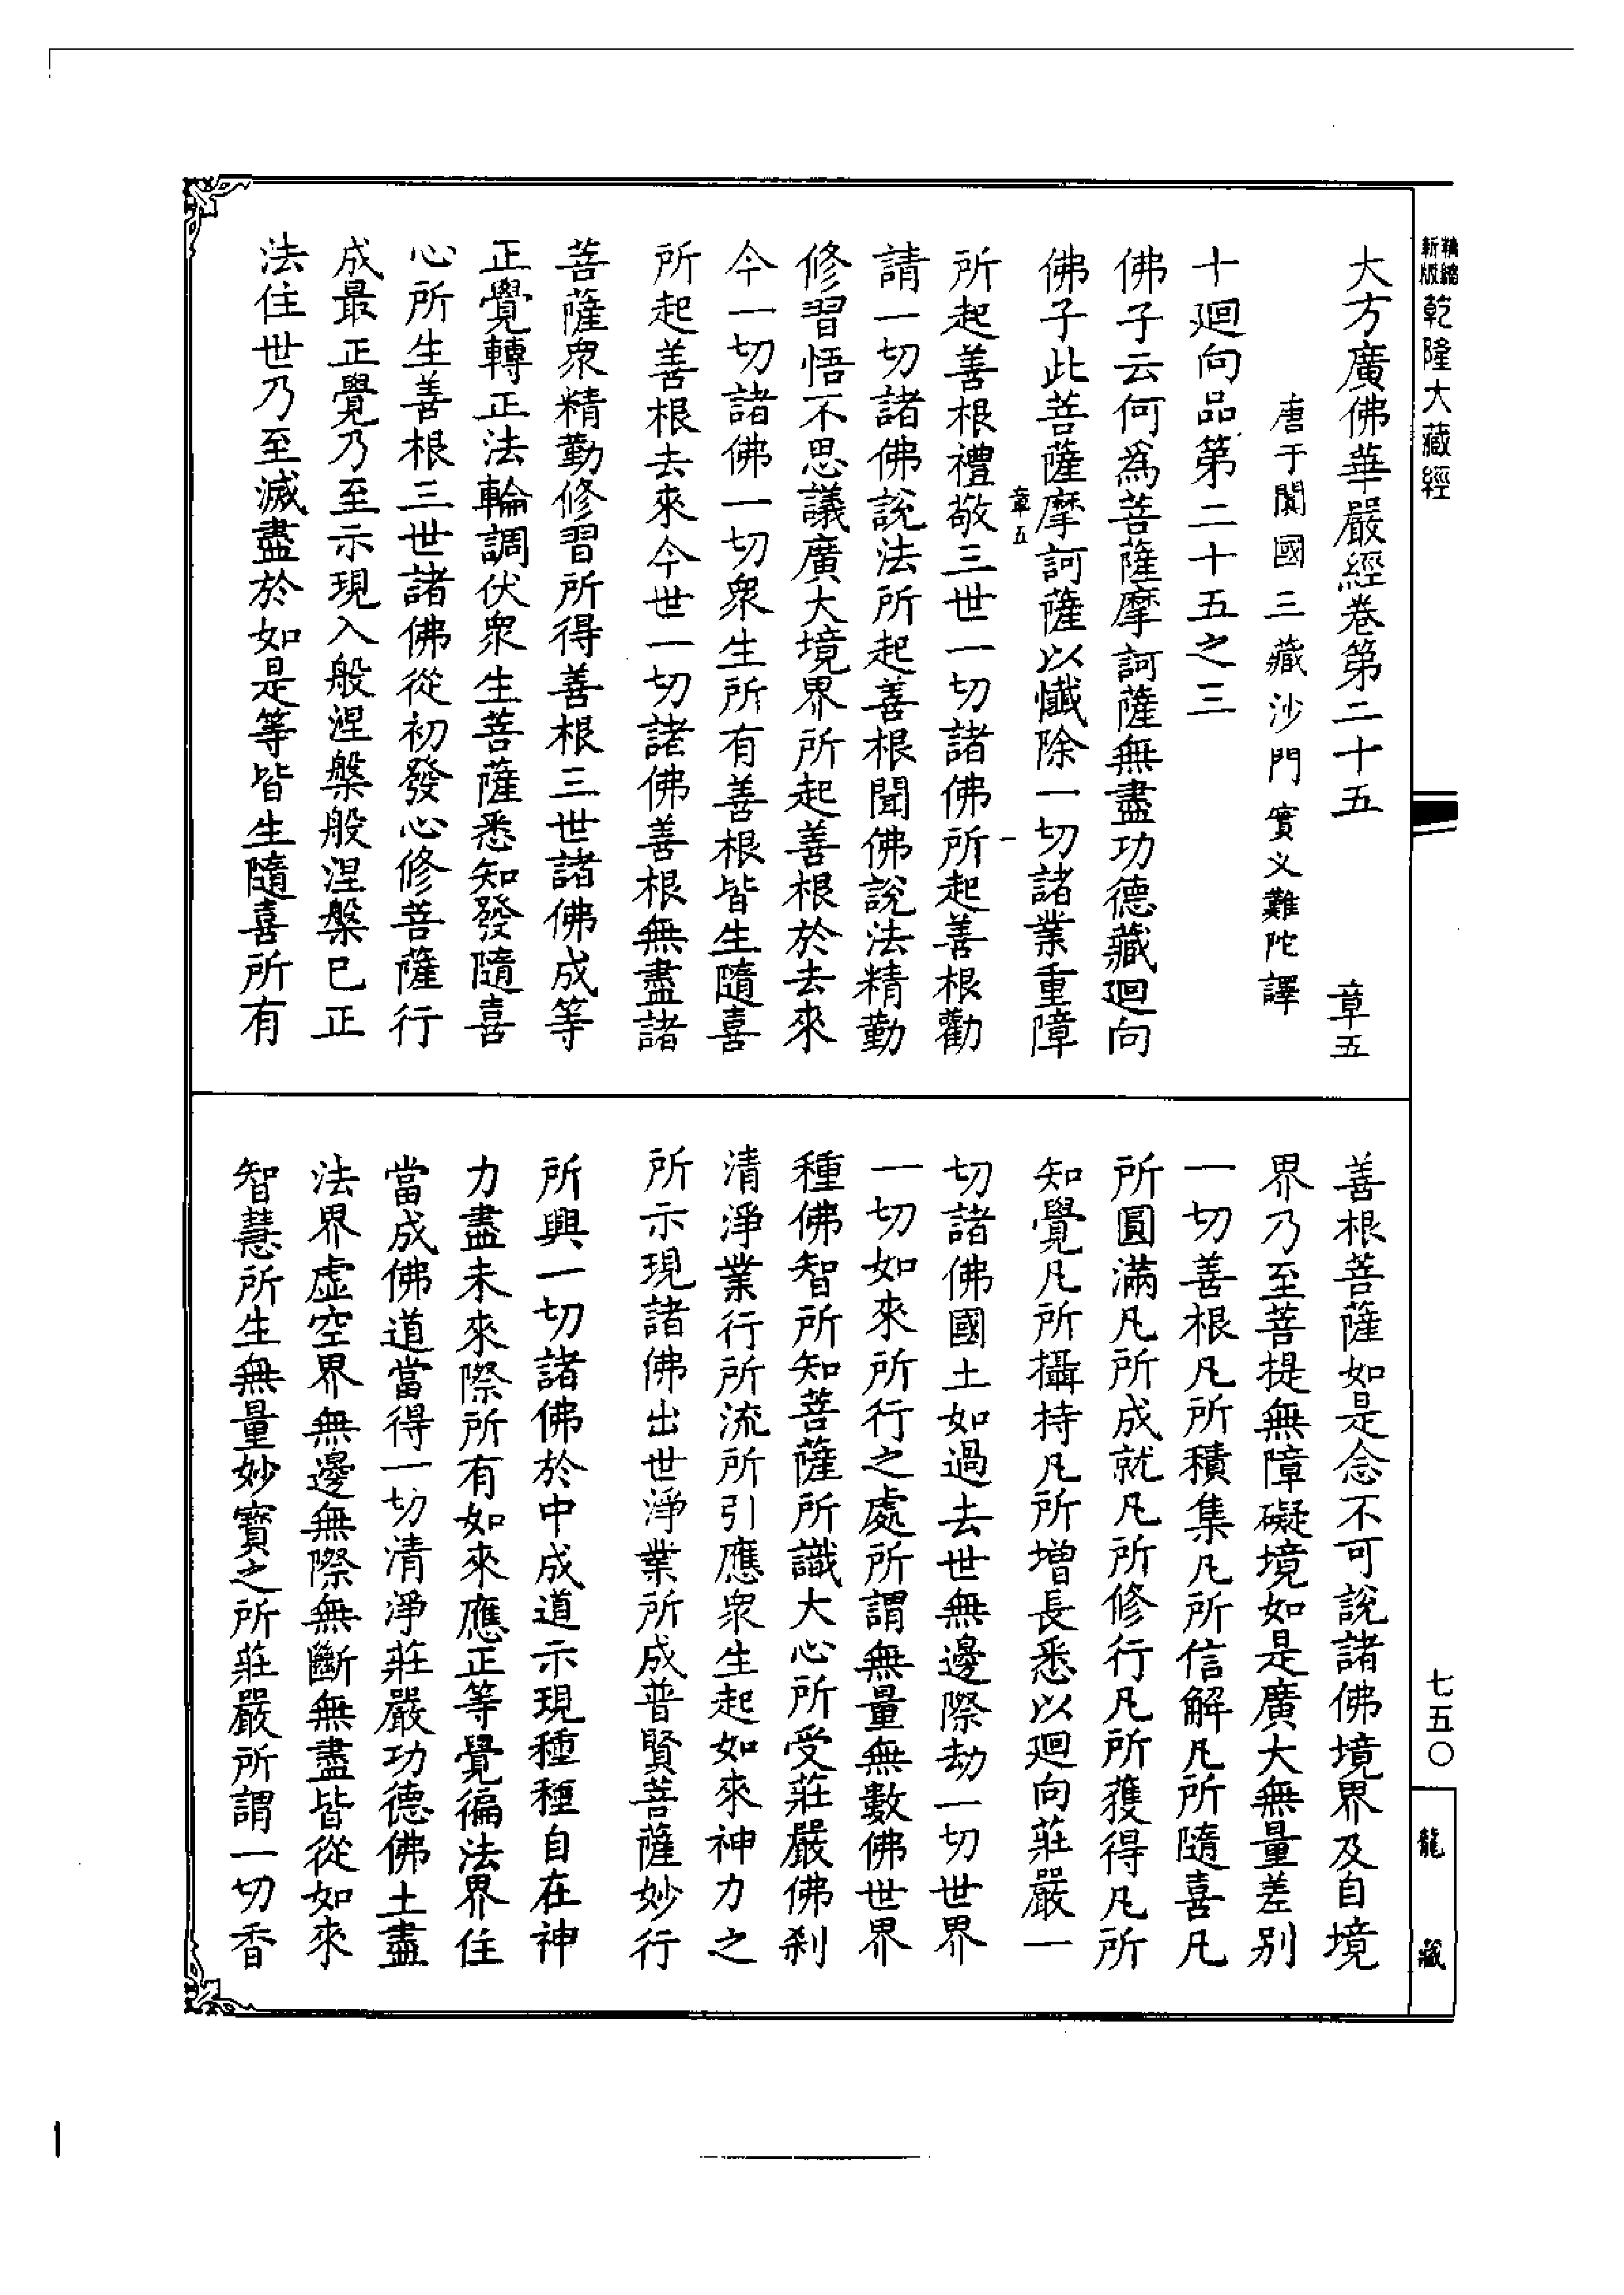 新版精縮乾隆大藏經
大方廣佛華嚴經卷第二十五 章五
唐于闐國三藏沙門實叉難陀譯
十迴向品第二十五之三
佛子云何為菩薩摩訶薩無盡功德藏迴向
佛子此菩薩摩訶薩以懺除一切諸業重障
章五 一
所起善根禮敬三世一切諸佛所起善根勸
請一切諸佛說法所起善根聞佛說法精勤
修習悟不思議廣大境界所起善根於去來
今一切諸佛一切眾生所有善根皆生隨喜
所起善根去來今世一切諸佛善根無盡諸
菩薩眾精勤修習所得善根三世諸佛成等
正覺轉正法輪調伏眾生菩薩悉知發隨喜
心所生善根三世諸佛從初發心修菩薩行
成最正覺乃至示現入般涅槃般涅槃已正
法住世乃至滅盡於如是等皆生隨喜所有
善根菩薩如是念不可說諸佛境界及自境
界乃至菩提無障礙境如是廣大無量差別
一切善根凡所積集凡所信解凡所隨喜凡
所圓滿凡所成就凡所修行凡所獲得凡所
知覺凡所攝持凡所增長悉以迴向莊嚴一
切諸佛國土如過去世無邊際劫一切世界
一切如來所行之處所謂無量無數佛世界
種佛智所知菩薩所識大心所受莊嚴佛剎
清淨業行所流所引應眾生起如來神力之
所示現諸佛出世淨業所成普賢菩薩妙行
所興一切諸佛於中成道示現種種自在神
力盡未來際所有如來應正等覺徧法界住
當成佛道當得一切清淨莊嚴功德佛土盡
法界虛空界無邊無際無斷無盡皆從如來
智慧所生無量妙寶之所莊嚴所謂一切香
七五〇
龍藏
1